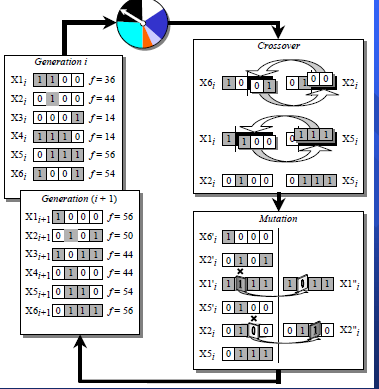 Generation i
X1i 1 1 0 0 f = 36
X2i 0 1 0 0 f = 44
X3i 0 0 0 1 f = 14
X4i 1 1 1 0 f = 14
X5i 0 1 1 1 f = 56
X6i 1 0 0 1 f = 54
Generation (i + 1)
X1i+1 1 0 0 0 f = 56
X2i+1 0 1 0 1 f = 50
X3i+1 1 0 1 1 f = 44
X4i+1 0 1 0 0 f = 44
X5i+1 0 1 1 0 f = 54
X6i+1 0 1 1 1 f = 56
Crossover
X6i 1 0 0 1 0 1 0 0 X2i
X1i 1 1 0 0 0 1 1 1 X5i
X2i 0 1 0 0 0 1 1 1 X5i
Mutation
X6'i 1 0 0 0
X2'i 0 1 0 1
X1'i 1 1 1 1 1 0 1 1 X1"i
X5'i 0 1 0 0
X2i 0 1 0 0 0 1 1 0 X2"i
X5i 0 1 1 1